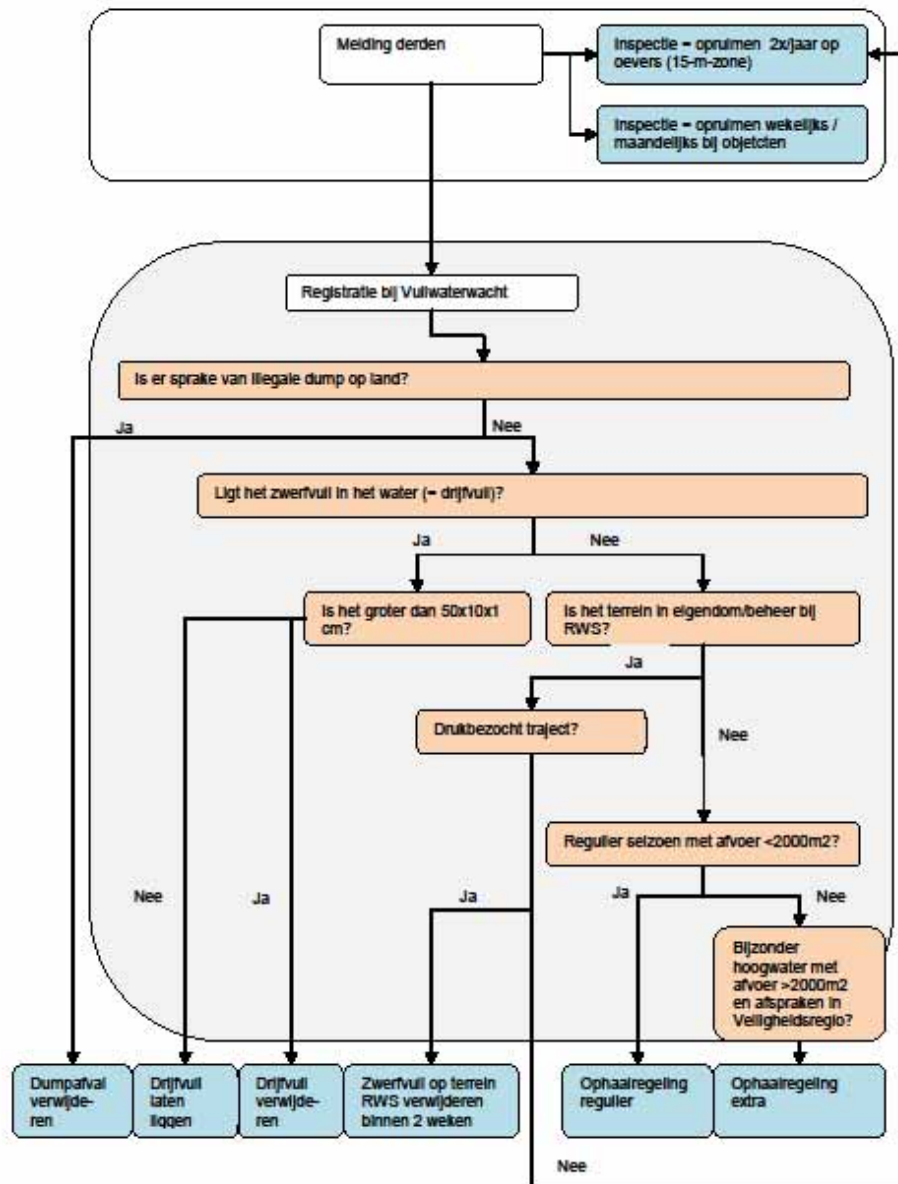 Melding derden
Inspectie = opruimen 2x/jaar op
oevers (15-m-zone)
Inspectie = opruimen wekelijks /
maandelijks bij objetcten
Registratie bij Vuilwaterwacht
Is er sprake van illegale dump op land?
Ja
Nee
Ligt het zwerfvuil in het water (= drijfvuil)?
Ja
Nee
Is het groter dan 50x10x1
cm?
Is het terrein in eigendom/beheer bij
RWS?
Ja
Drukbezocht traject?
Nee
Regulier seizoen met afvoer <2000m2?
Nee
Ja
Ja
Ja
Nee
Bijzonder
hoogwater met
afvoer >2000m2
en afspraken in
Veiligheidsregio?
Dumpafval
verwijde-
ren
Drijfvuil
laten
liggen
Drijfvuil
verwijde-
ren
Zwerfvuil op terrein
RWS verwijderen
binnen 2 weken
Ophaalregeling
regulier
Ophaalregeling
extra
Nee